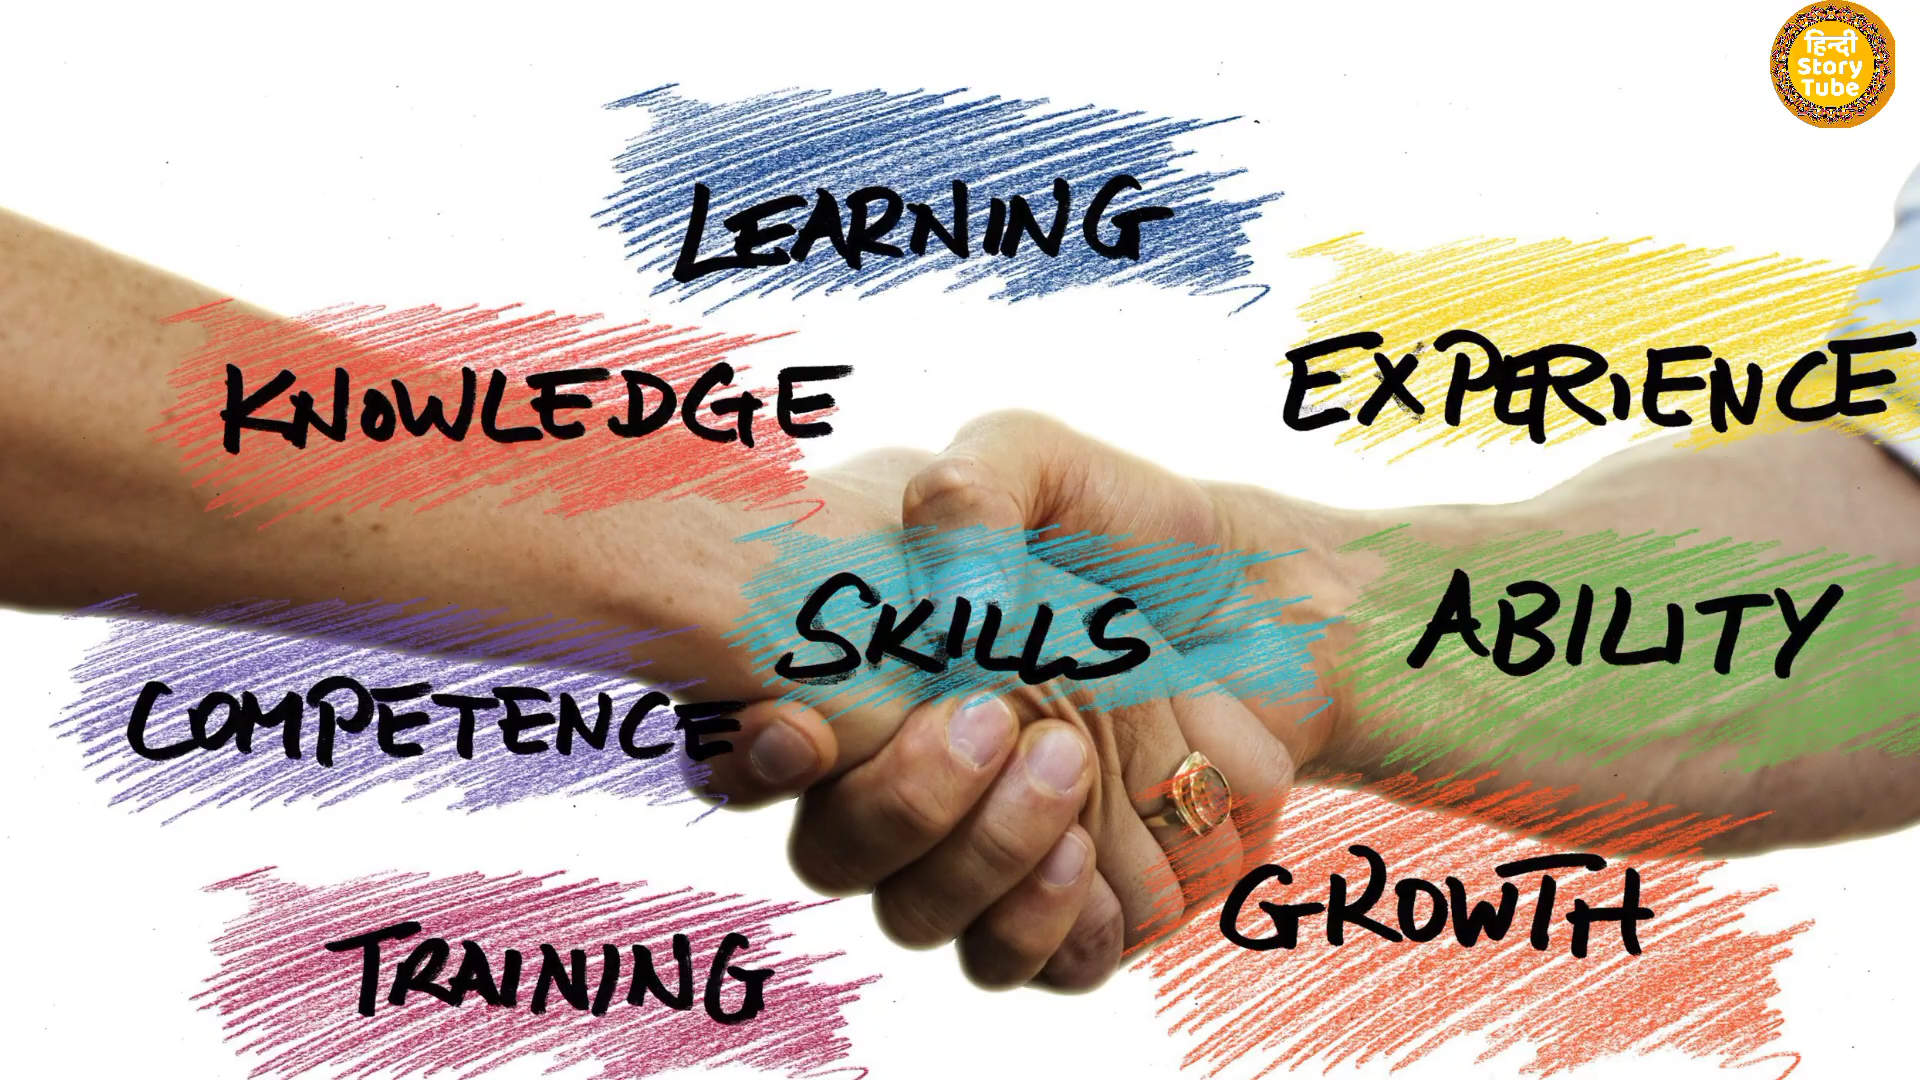 हिन्दी
Story
Tube
LEARNING
EXPERIENCE
KNOWLEDGE
SKILLS
ABILITY
COMPETENCE
GROWTH
TRAINING